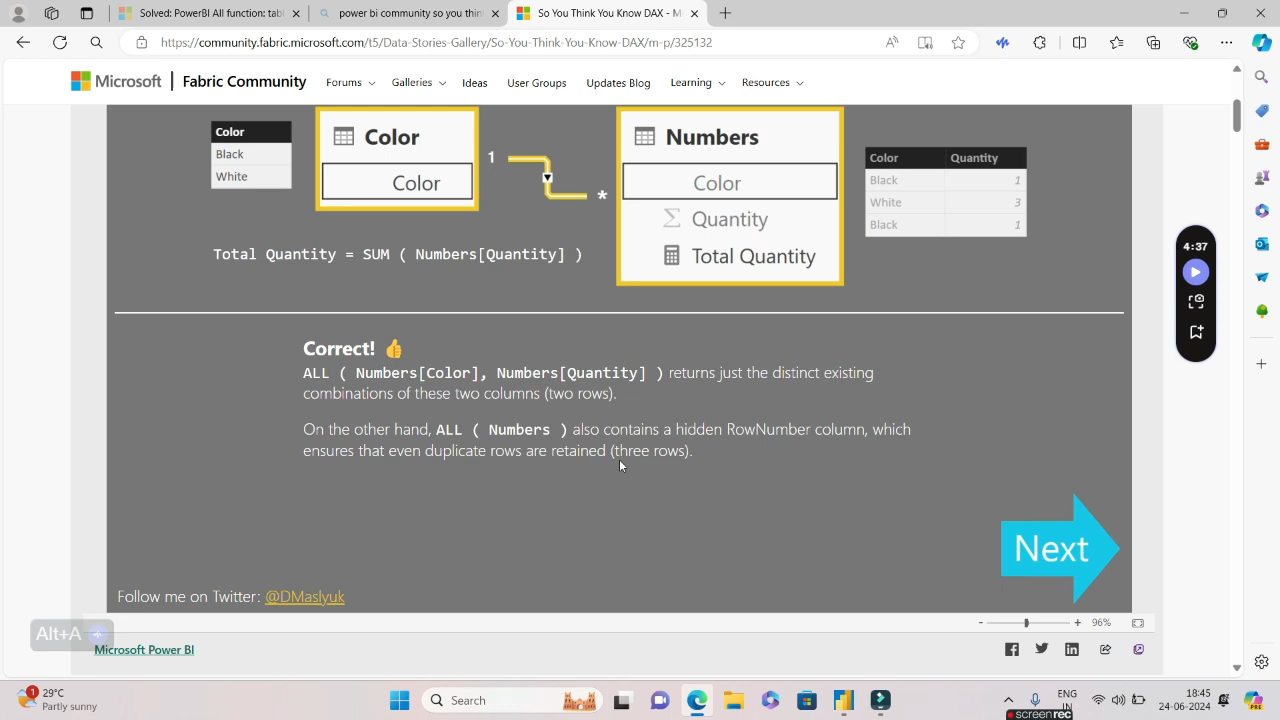 Solved: PowerBI All function tabl
power bi community so you thin
So You Think You Know DAX - M
https://community.fabric.microsoft.com/t5/Data-Stories-Gallery/So-You-Think-You-Know-DAX/m-p/325132
Microsoft | Fabric Community
Forums
Galleries
Ideas
User Groups
Updates Blog
Learning
Resources
Color
Black
White
Color
Color
1
*
Numbers
Color
Σ Quantity
Total Quantity
Color Quantity
Black 1
White 3
Black 1
Total Quantity = SUM ( Numbers[Quantity] )
4:37
Correct! 👍
ALL ( Numbers[Color], Numbers[Quantity] ) returns just the distinct existing
combinations of these two columns (two rows).
On the other hand, ALL ( Numbers ) also contains a hidden RowNumber column, which
ensures that even duplicate rows are retained (three rows).
Next
Follow me on Twitter: @DMaslyuk
- + 96%
Alt+A
Microsoft Power BI
1
29°C
Partly sunny
Search
ENG
IN
18:45
24-06-2024
PRE
screen rec